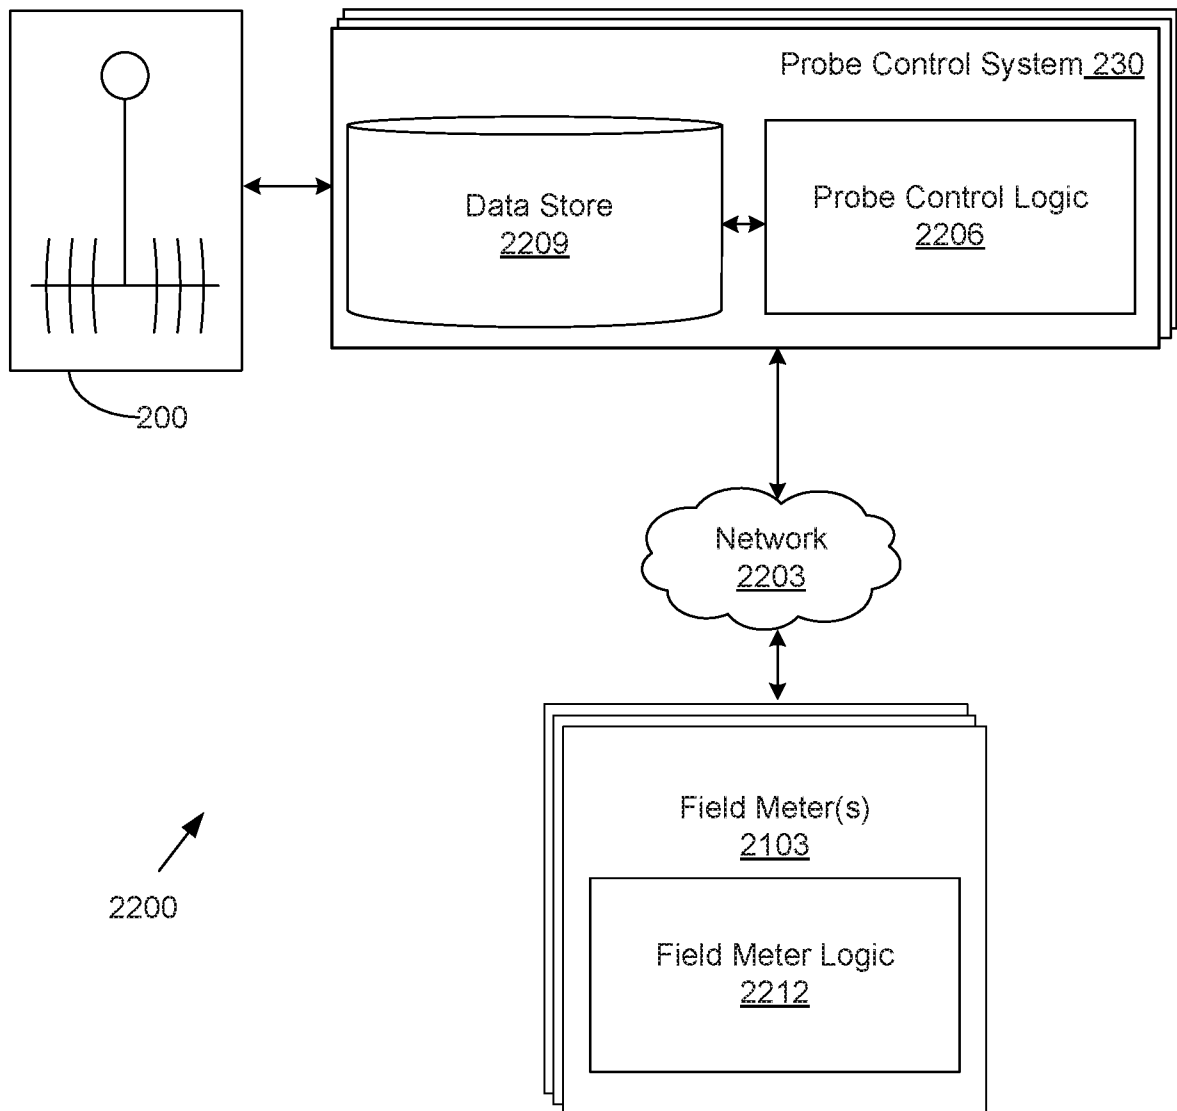 Probe Control System 230
Data Store
2209
Probe Control Logic
2206
200
Network
2203
Field Meter(s)
2103
2200
Field Meter Logic
2212